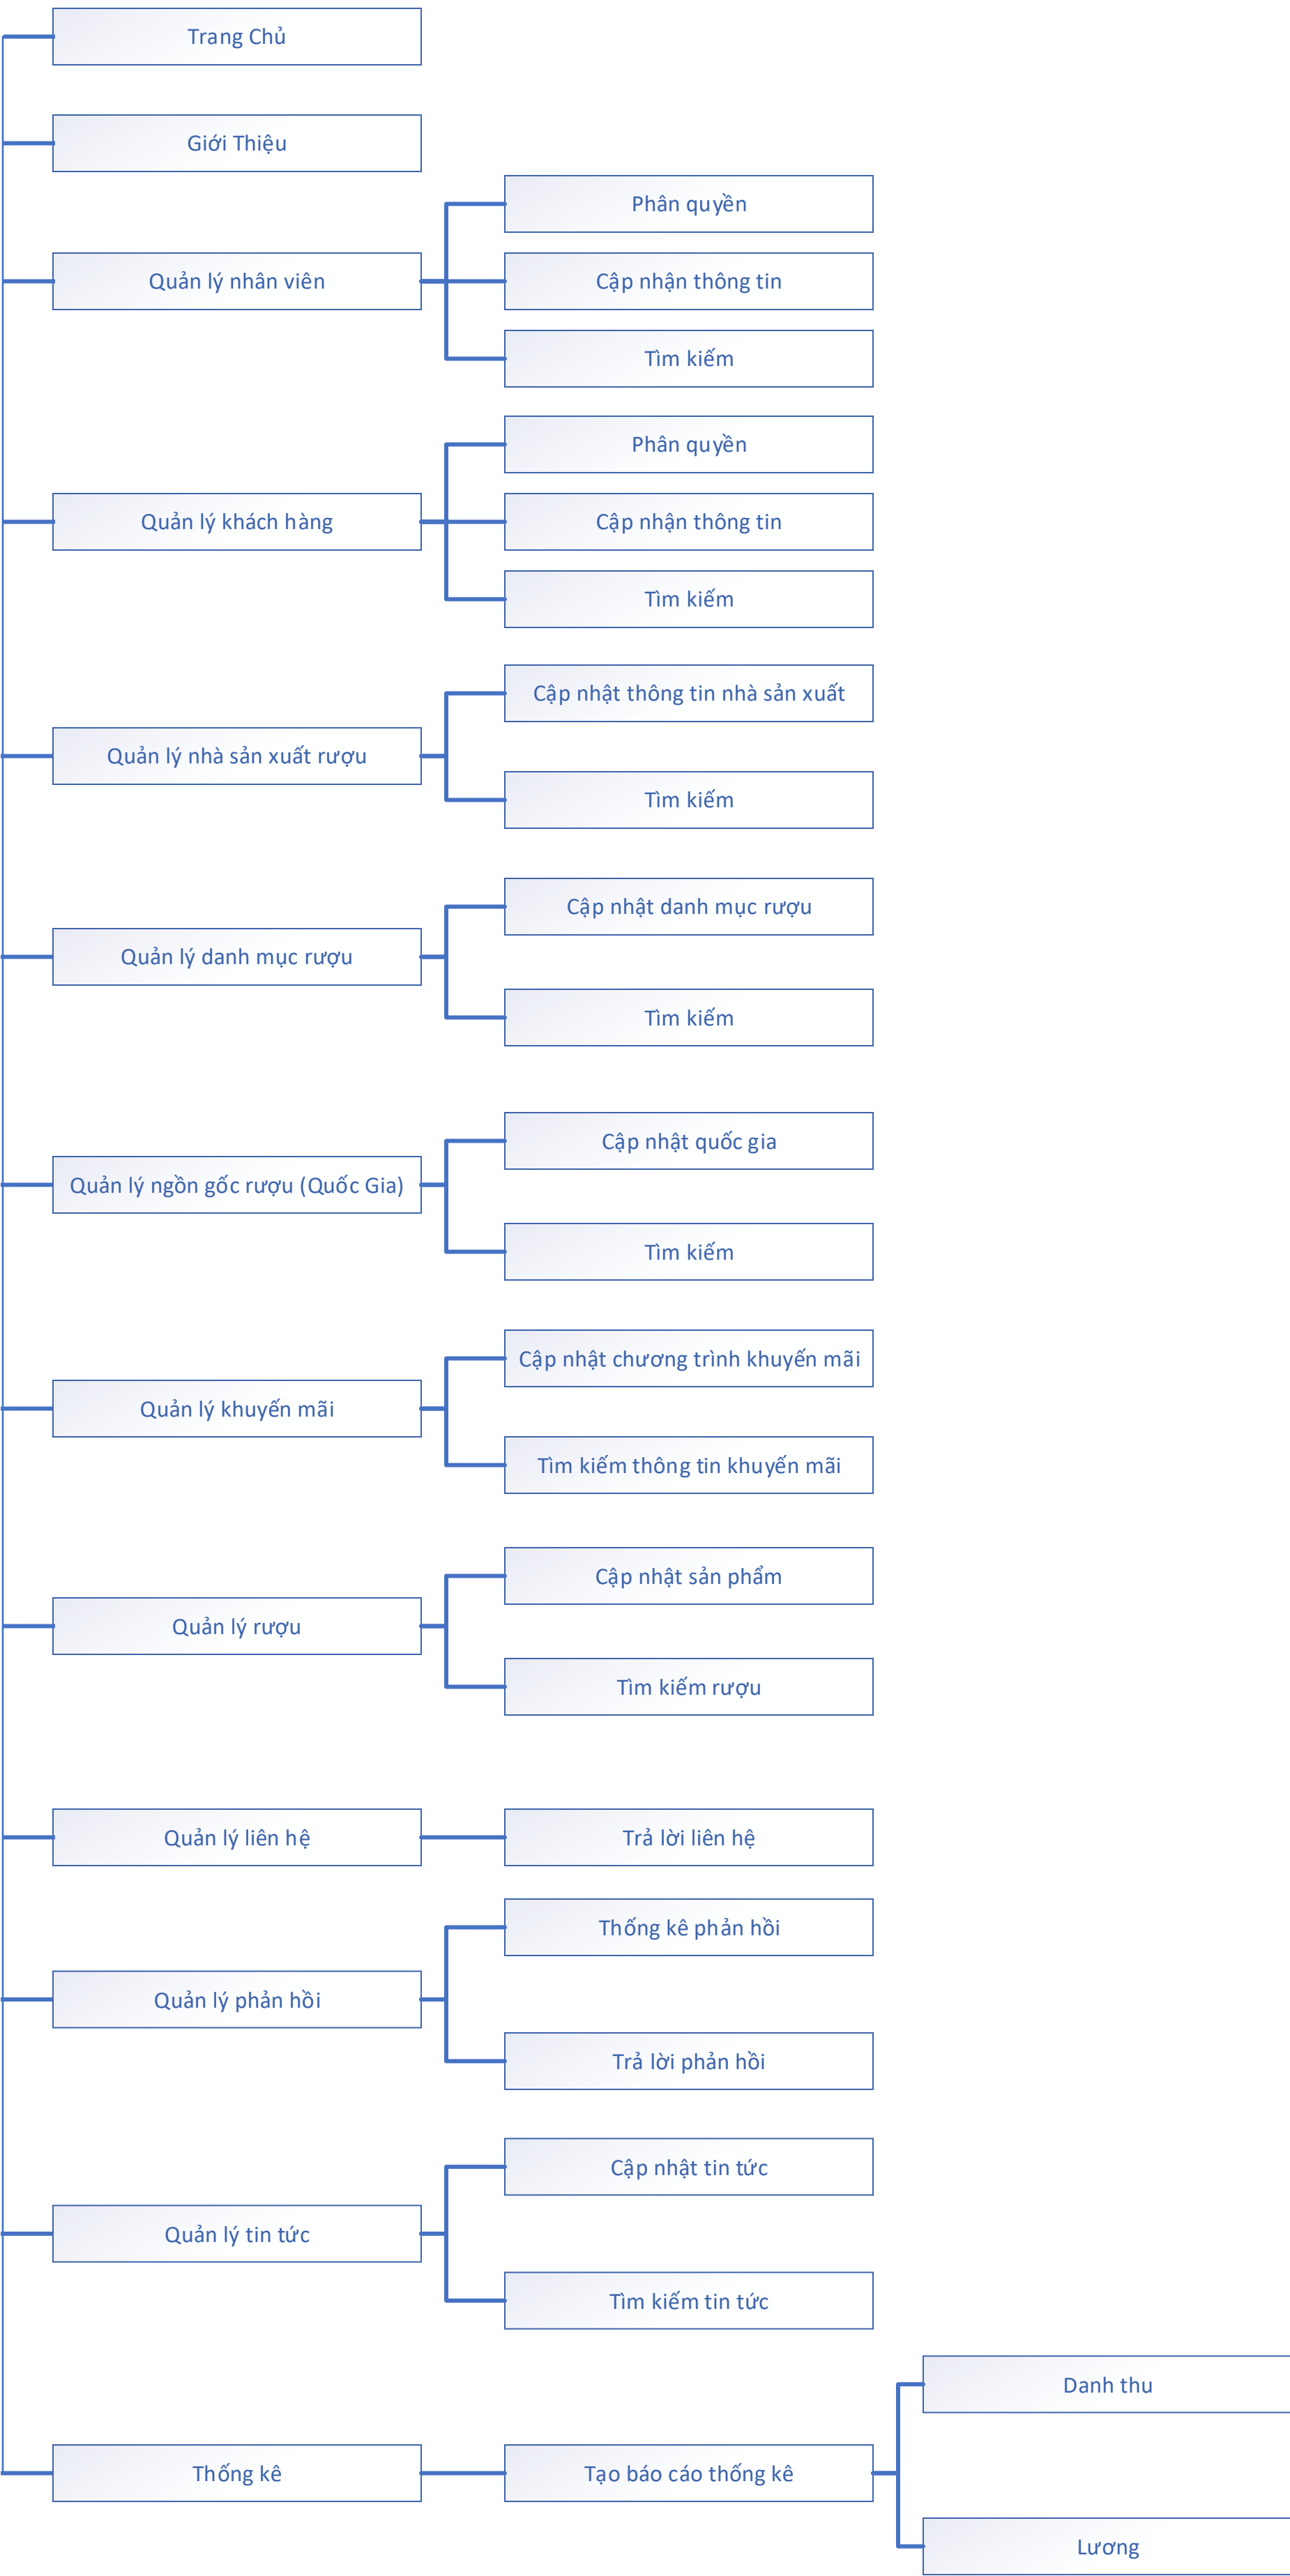 Trang Chủ
Giới Thiệu
Quản lý nhân viên
Phân quyền
Cập nhận thông tin
Tìm kiếm
Quản lý khách hàng
Phân quyền
Cập nhận thông tin
Tìm kiếm
Quản lý nhà sản xuất rượu
Cập nhật thông tin nhà sản xuất
Tìm kiếm
Quản lý danh mục rượu
Cập nhật danh mục rượu
Tìm kiếm
Quản lý ngồn gốc rượu (Quốc Gia)
Cập nhật quốc gia
Tìm kiếm
Quản lý khuyến mãi
Cập nhật chương trình khuyến mãi
Tìm kiếm thông tin khuyến mãi
Quản lý rượu
Cập nhật sản phẩm
Tìm kiếm rượu
Quản lý liên hệ
Trả lời liên hệ
Quản lý phản hồi
Thống kê phản hồi
Trả lời phản hồi
Quản lý tin tức
Cập nhật tin tức
Tìm kiếm tin tức
Thống kê
Tạo báo cáo thống kê
Danh thu
Lương